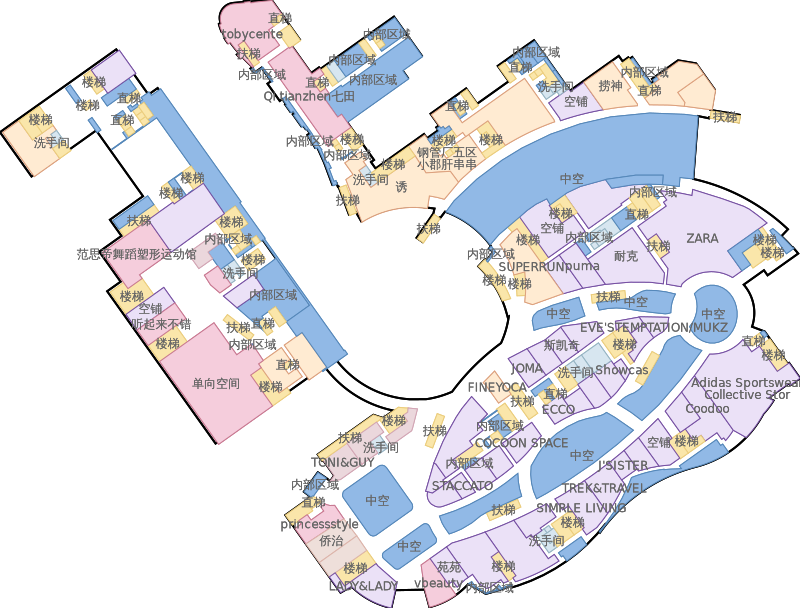 直梯
tobycente
扶梯
内部区域
内部区域
内部区域
内部区域
直梯
Qitianzhen七田
楼梯
楼梯
直梯
直梯
楼梯
洗手间
内部区域
楼梯
内部区域
洗手间
楼梯
扶梯
诱
钢管厂五区
小郡肝串串
楼梯
楼梯
直梯
内部区域
直梯
洗手间
空铺
捞神
内部区域
直梯
扶梯
中空
扶梯
楼梯
楼梯
扶梯
楼梯
范思蒂舞蹈塑形运动馆
内部区域
楼梯
洗手间
内部区域
楼梯
空铺
听起来不错
楼梯
扶梯
直梯
内部区域
直梯
单向空间
楼梯
内部区域
楼梯
空铺
直梯
内部区域
楼梯
内部区域
SUPERRUN
puma
耐克
扶梯
ZARA
楼梯
楼梯
楼梯
楼梯
扶梯
中空
中空
中空
EVE'STEMPTATION/MUKZ
斯凯奇
楼梯
JOMA
洗手间
Showcas
FINEYOCA
直梯
扶梯
ECCO
直梯
楼梯
Adidas Sportswear
Collective Stor
Coodoo
楼梯
扶梯
扶梯
洗手间
TONI&GUY
内部区域
COCOON SPACE
内部区域
中空
空铺
楼梯
J'SISTER
内部区域
直梯
中空
STACCATO
TREK&TRAVEL
扶梯
SIMPLE LIVING
princessstyle
侨治
中空
楼梯
洗手间
楼梯
LADY&LADY
苑苑
vbeauty
楼梯
内部区域